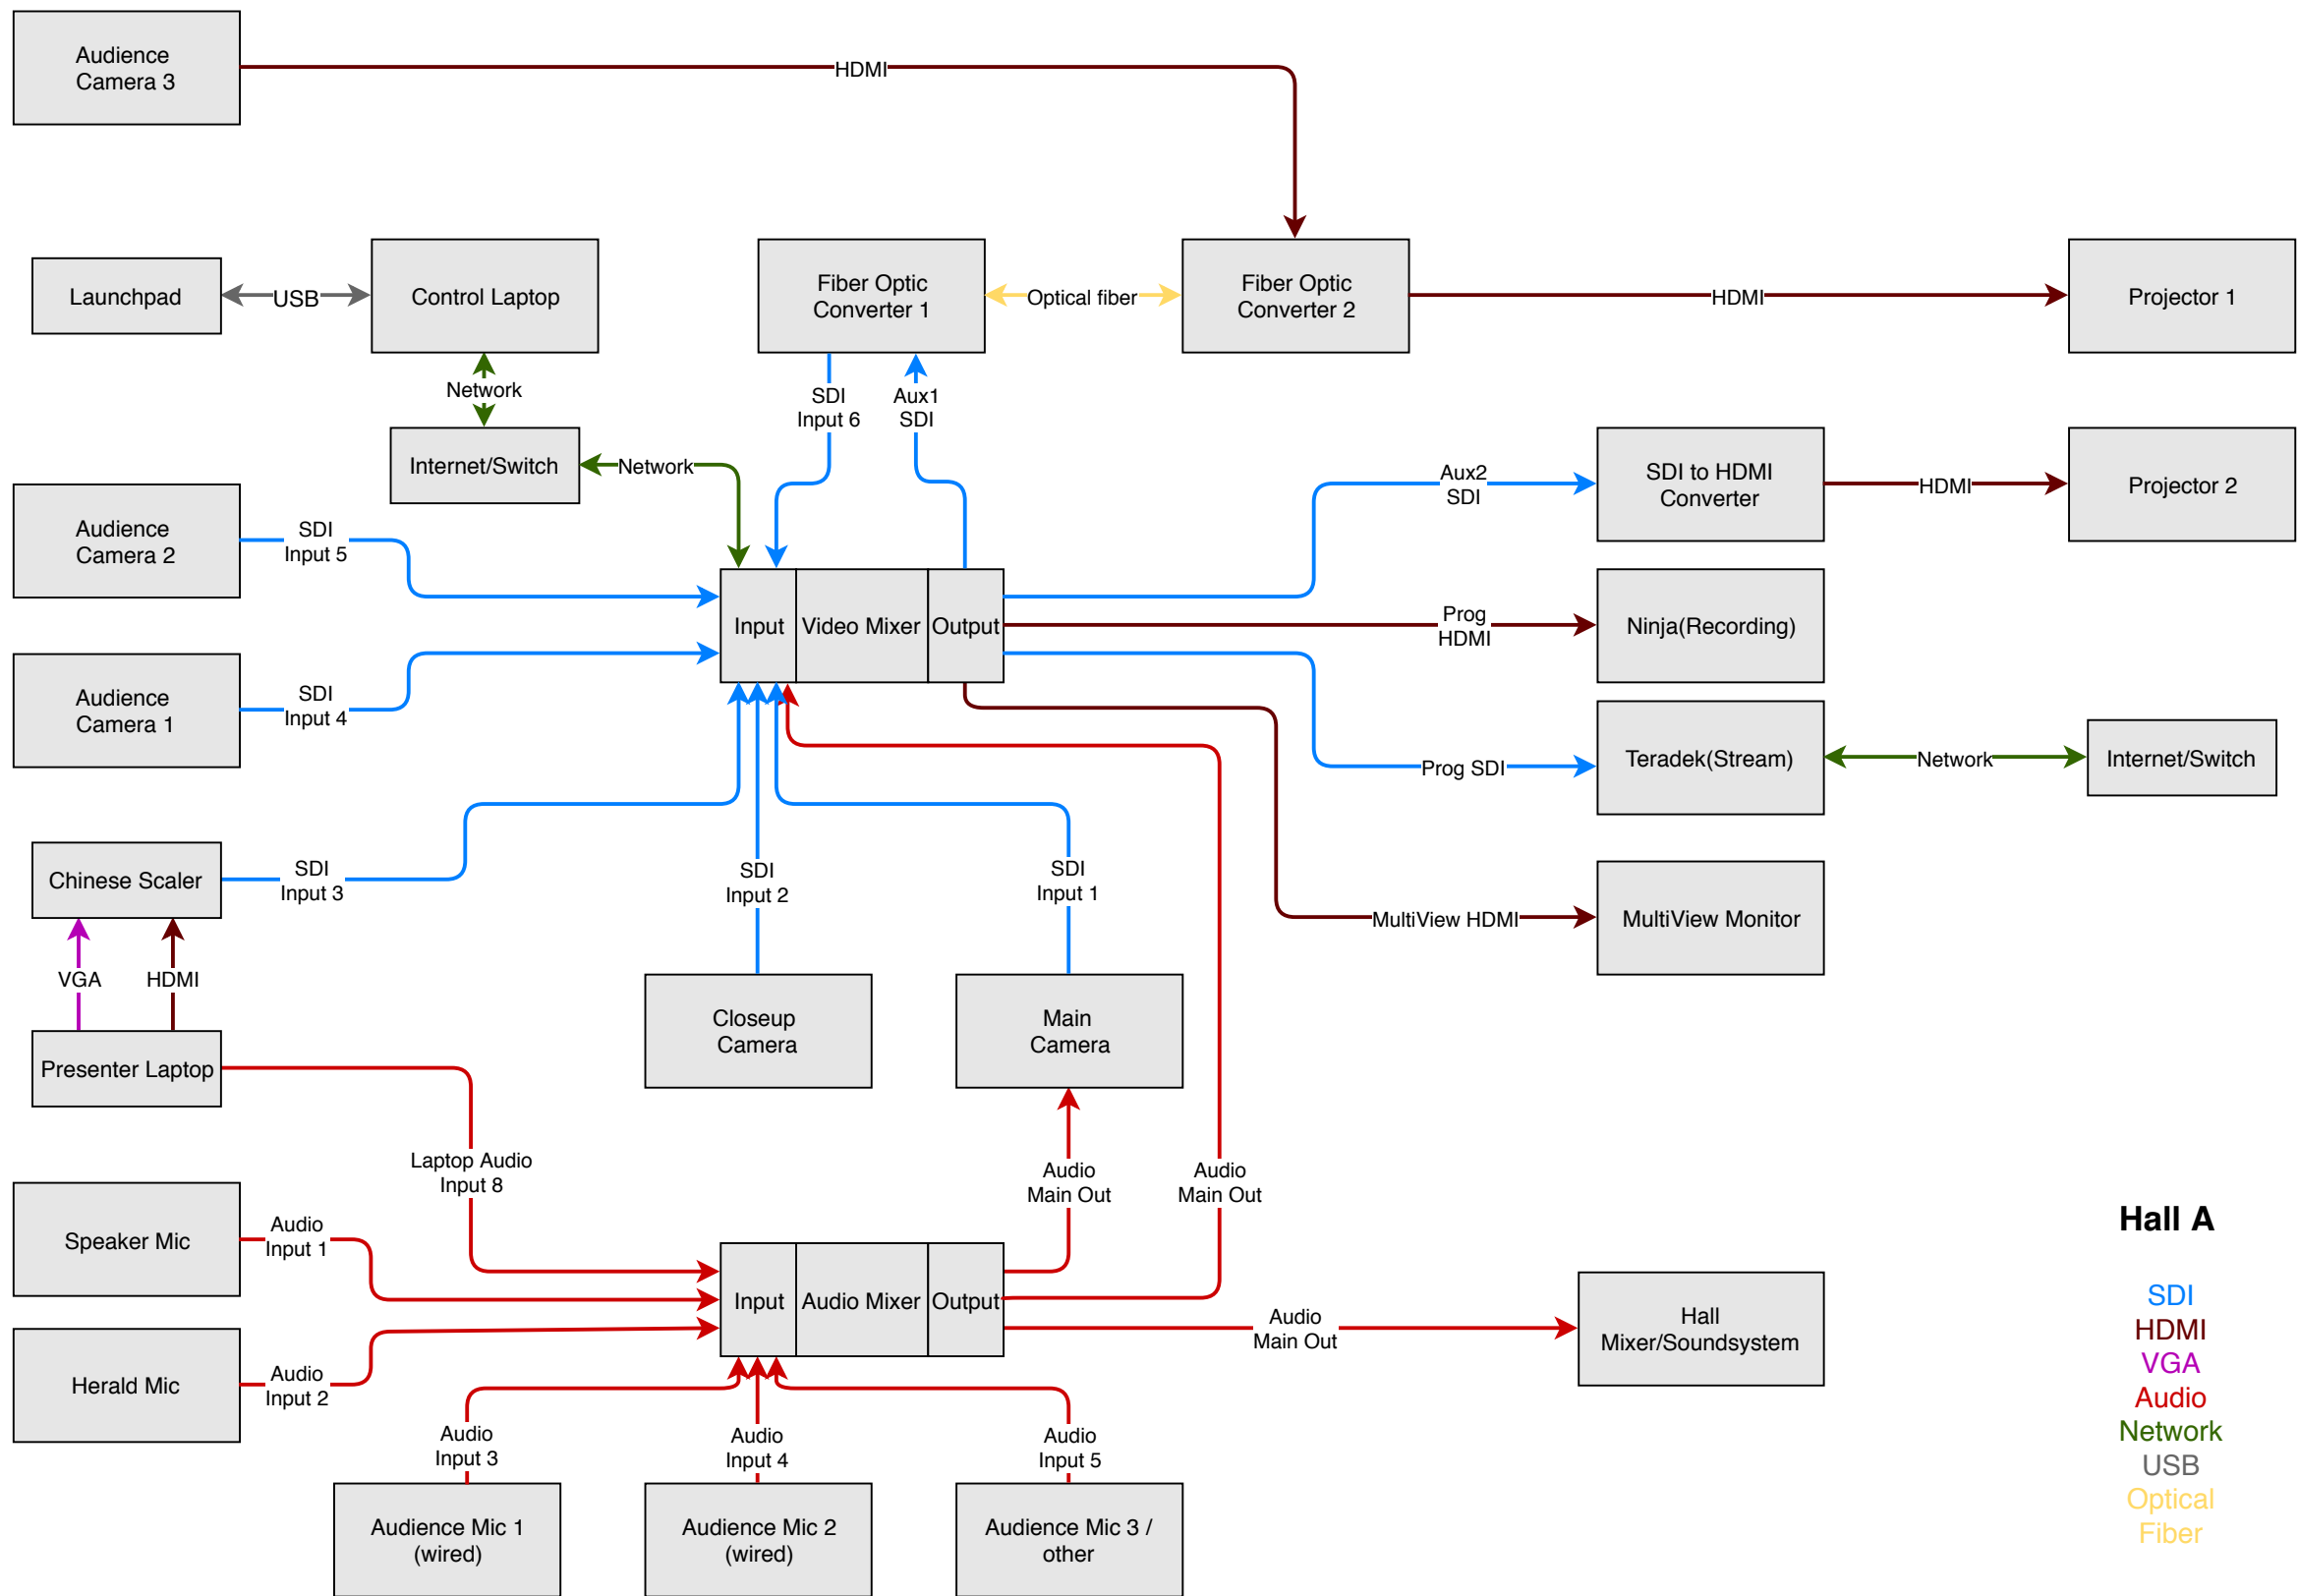 Audience
Camera 3
HDMI
Launchpad
USB
Control Laptop
Fiber Optic
Converter 1
Optical fiber
Fiber Optic
Converter 2
HDMI
Projector 1
Network
SDI
Input 6
Aux1
SDI
Internet/Switch
Network
Aux2
SDI
SDI to HDMI
Converter
HDMI
Projector 2
Audience
Camera 2
SDI
Input 5
Input
Video Mixer
Output
Prog
HDMI
Ninja(Recording)
Audience
Camera 1
SDI
Input 4
Prog SDI
Teradek(Stream)
Network
Internet/Switch
Chinese Scaler
SDI
Input 3
SDI
Input 2
SDI
Input 1
MultiView HDMI
MultiView Monitor
VGA
HDMI
Closeup
Camera
Main
Camera
Presenter Laptop
Laptop Audio
Input 8
Audio
Main Out
Audio
Main Out
Speaker Mic
Audio
Input 1
Input
Audio Mixer
Output
Audio
Main Out
Hall
Mixer/Soundsystem
Herald Mic
Audio
Input 2
Audio
Input 3
Audio
Input 4
Audio
Input 5
Audience Mic 1
(wired)
Audience Mic 2
(wired)
Audience Mic 3 /
other
Hall A
SDI
HDMI
VGA
Audio
Network
USB
Optical
Fiber